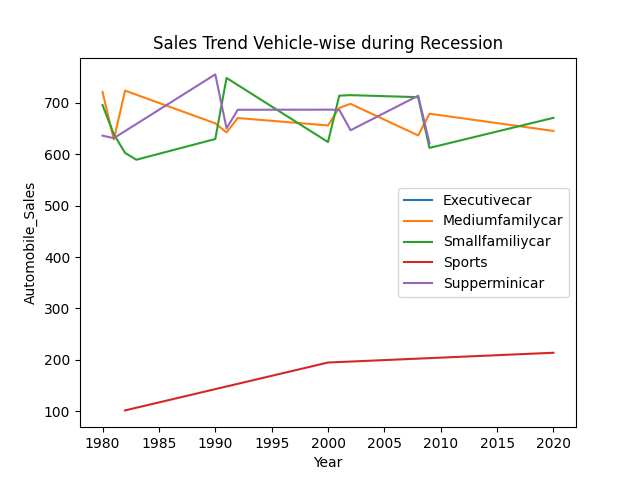 Sales Trend Vehicle-wise during Recession
Automobile_Sales
700
600
500
400
300
200
100
Executivecar
Mediumfamilycar
Smallfamiliycar
Sports
Supperminicar
1980 1985 1990 1995 2000 2005 2010 2015 2020
Year